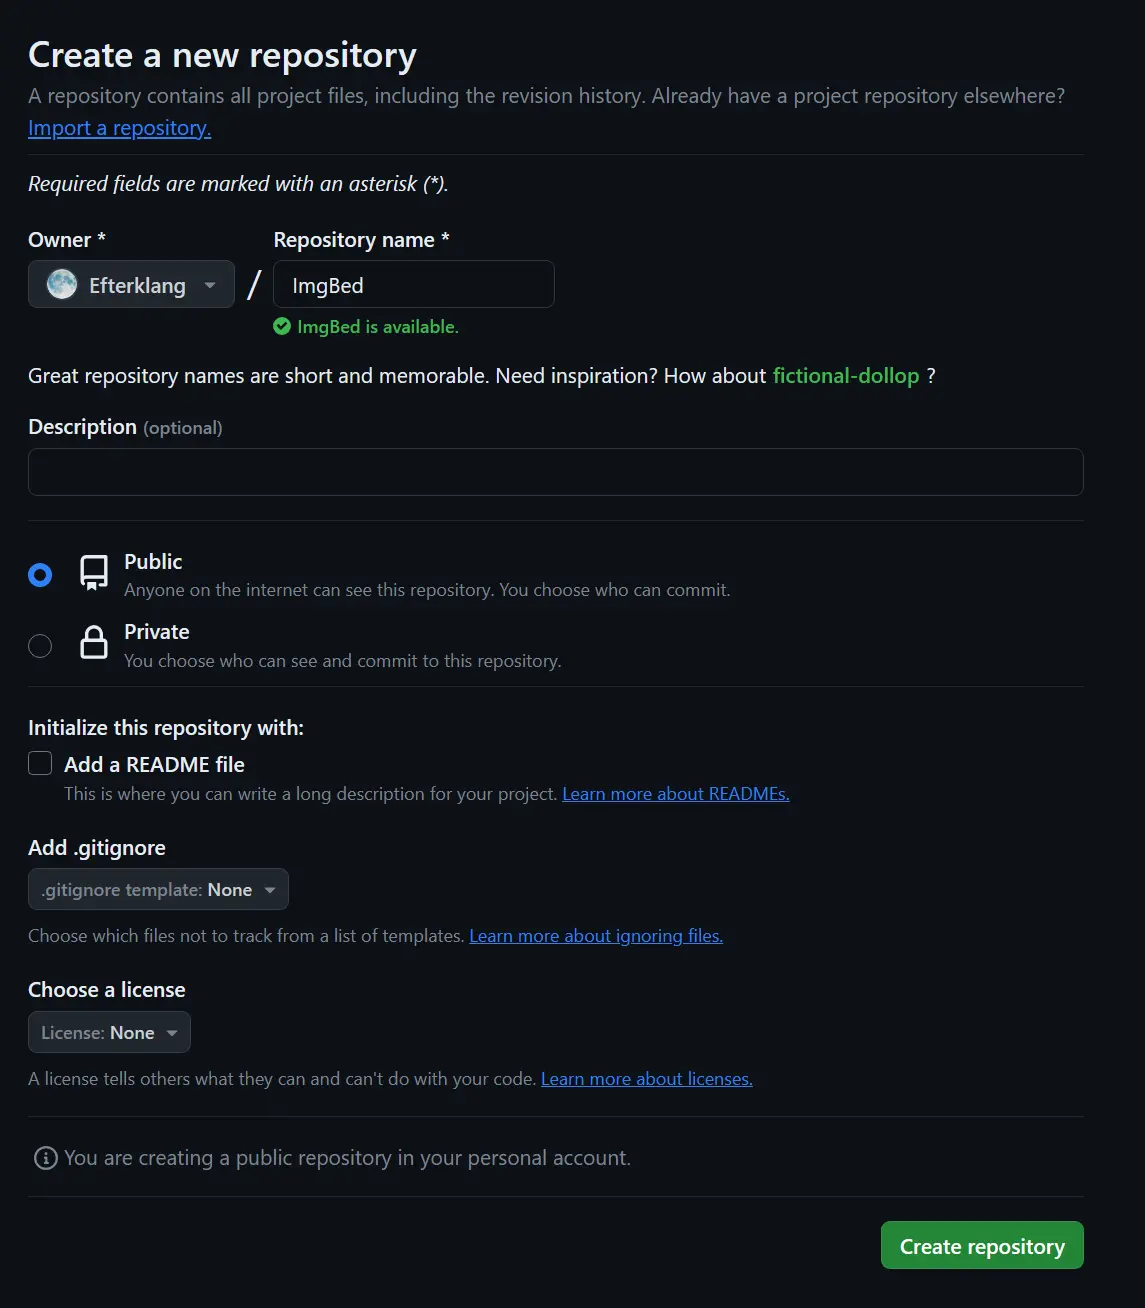 Create a new repository
A repository contains all project files, including the revision history. Already have a project repository elsewhere?
Import a repository.
Required fields are marked with an asterisk (*).
Owner *
Repository name *
Efterklang
/
ImgBed
ImgBed is available.
Great repository names are short and memorable. Need inspiration? How about fictional-dollop ?
Description (optional)
Public
Anyone on the internet can see this repository. You choose who can commit.
Private
You choose who can see and commit to this repository.
Initialize this repository with:
Add a README file
This is where you can write a long description for your project. Learn more about READMEs.
Add .gitignore
.gitignore template: None
Choose which files not to track from a list of templates. Learn more about ignoring files.
Choose a license
License: None
A license tells others what they can and can't do with your code. Learn more about licenses.
You are creating a public repository in your personal account.
Create repository